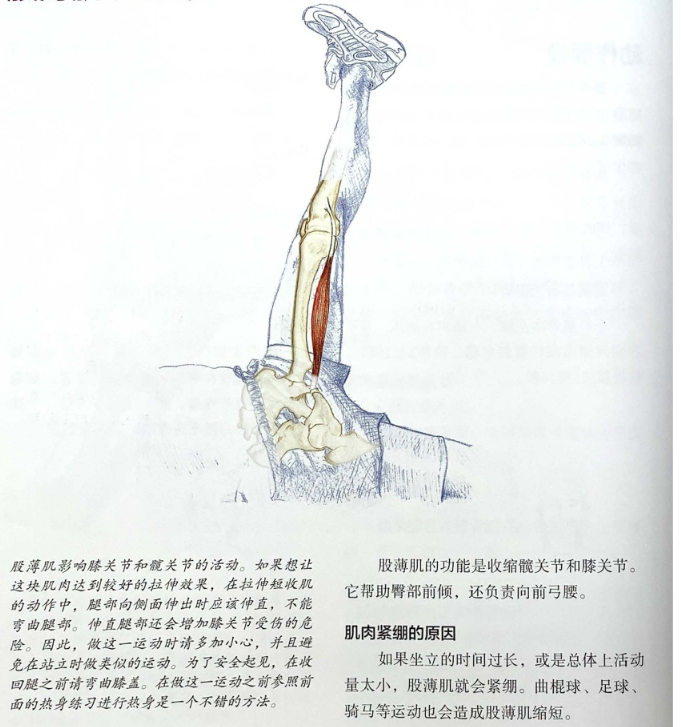 股薄肌影响膝关节和髋关节的活动。如果想让
这块肌肉达到较好的拉伸效果，在拉伸短收肌
的动作中，腿部向侧面伸出时应该伸直，不能
弯曲腿部。伸直腿部还会增加膝关节受伤的危
险。因此，做这一运动时请多加小心，并且避
免在站立时做类似的运动。为了安全起见，在收
回腿之前请弯曲膝盖。在做这一运动之前参照前
面的热身练习进行热身是一个不错的方法。
股薄肌的功能是收缩髋关节和膝关节。
它帮助臀部前倾，还负责向前弓腰。
肌肉紧绷的原因
如果坐立的时间过长，或是总体上活动
量太小，股薄肌就会紧绷。曲棍球、足球、
骑马等运动也会造成股薄肌缩短。